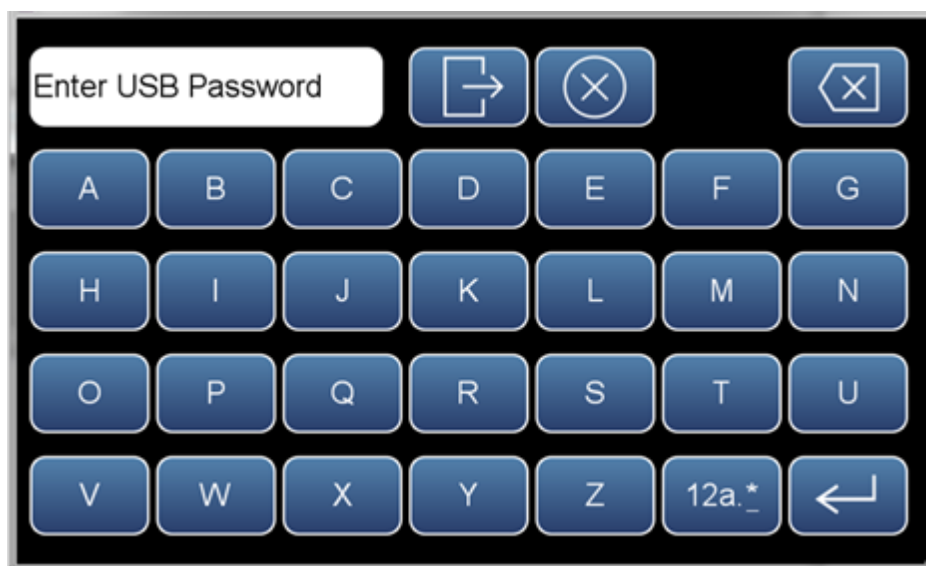 Enter USB Password
A B C D E F G
H I J K L M N
O P Q R S T U
V W X Y Z 12a.*_